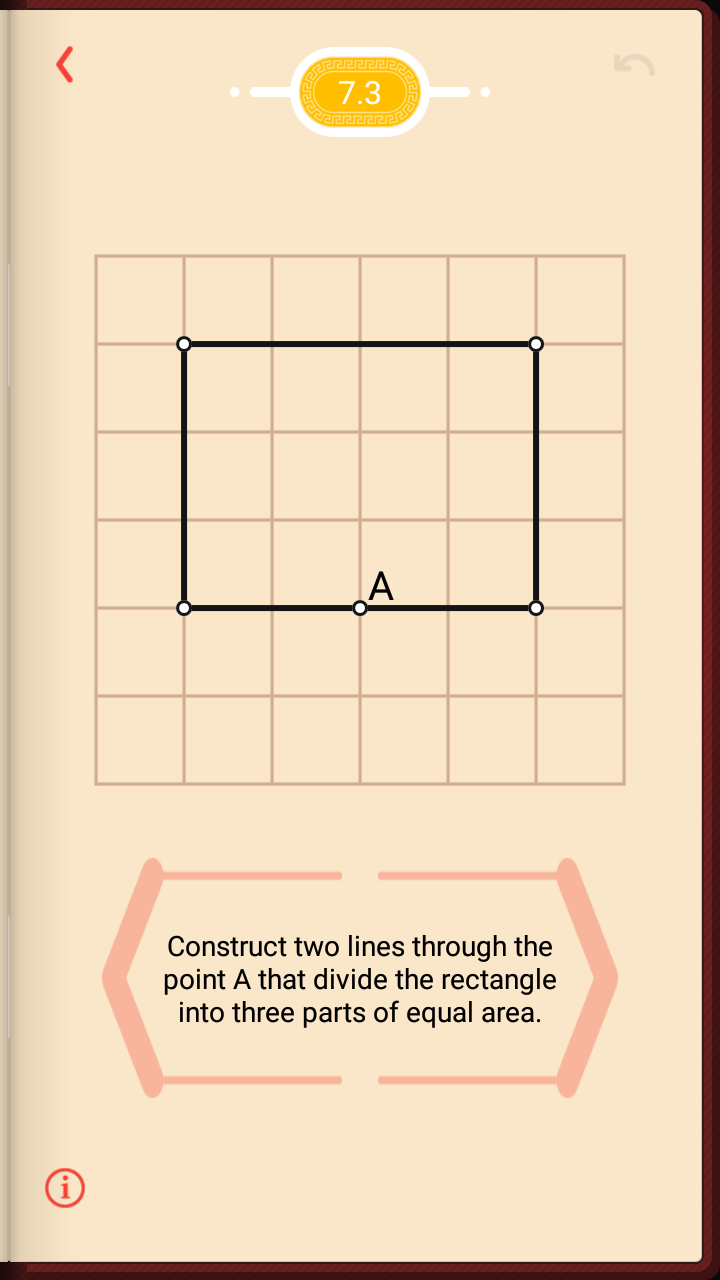 7.3
A
Construct two lines through the
point A that divide the rectangle
into three parts of equal area.
i